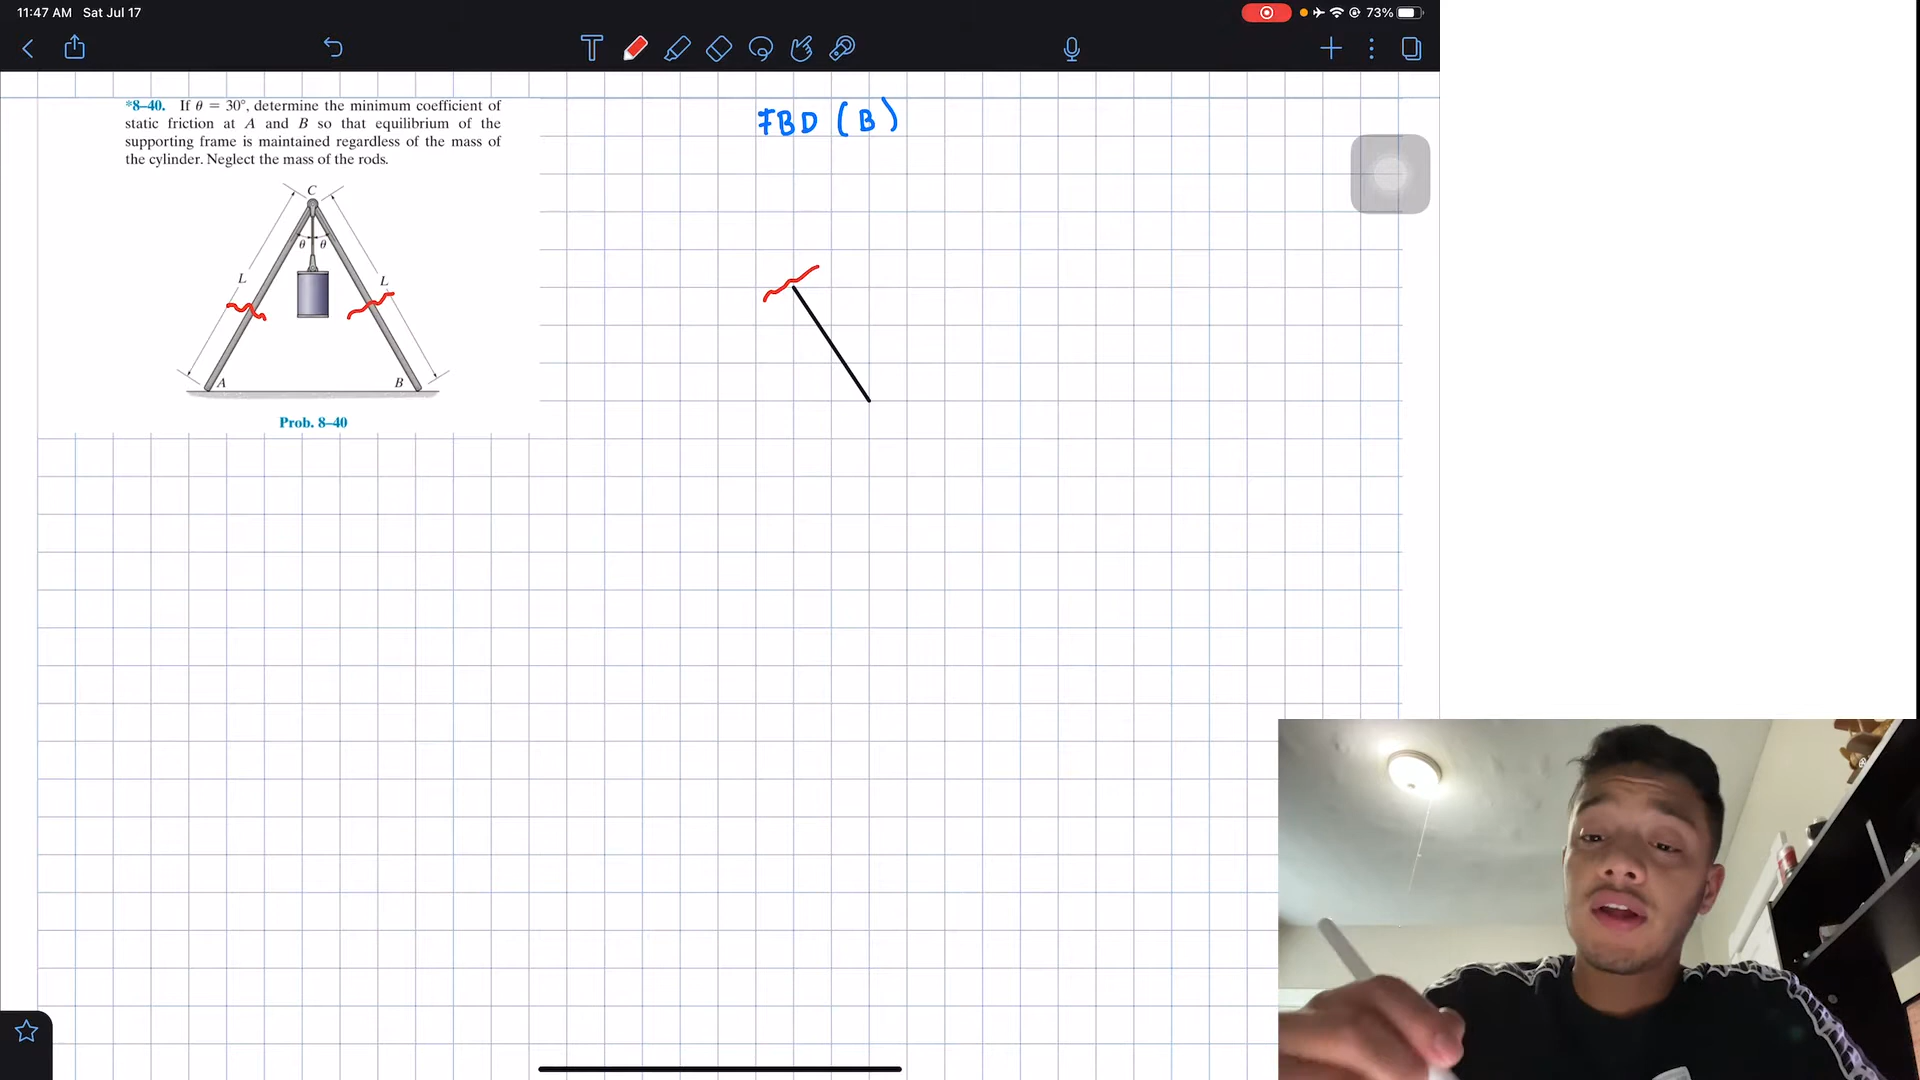 11:47 AM Sat Jul 17
73%
*8–40. If θ = 30°, determine the minimum coefficient of
static friction at A and B so that equilibrium of the
supporting frame is maintained regardless of the mass of
the cylinder. Neglect the mass of the rods.
FBD (B)
C
θ θ
L L
A B
Prob. 8–40